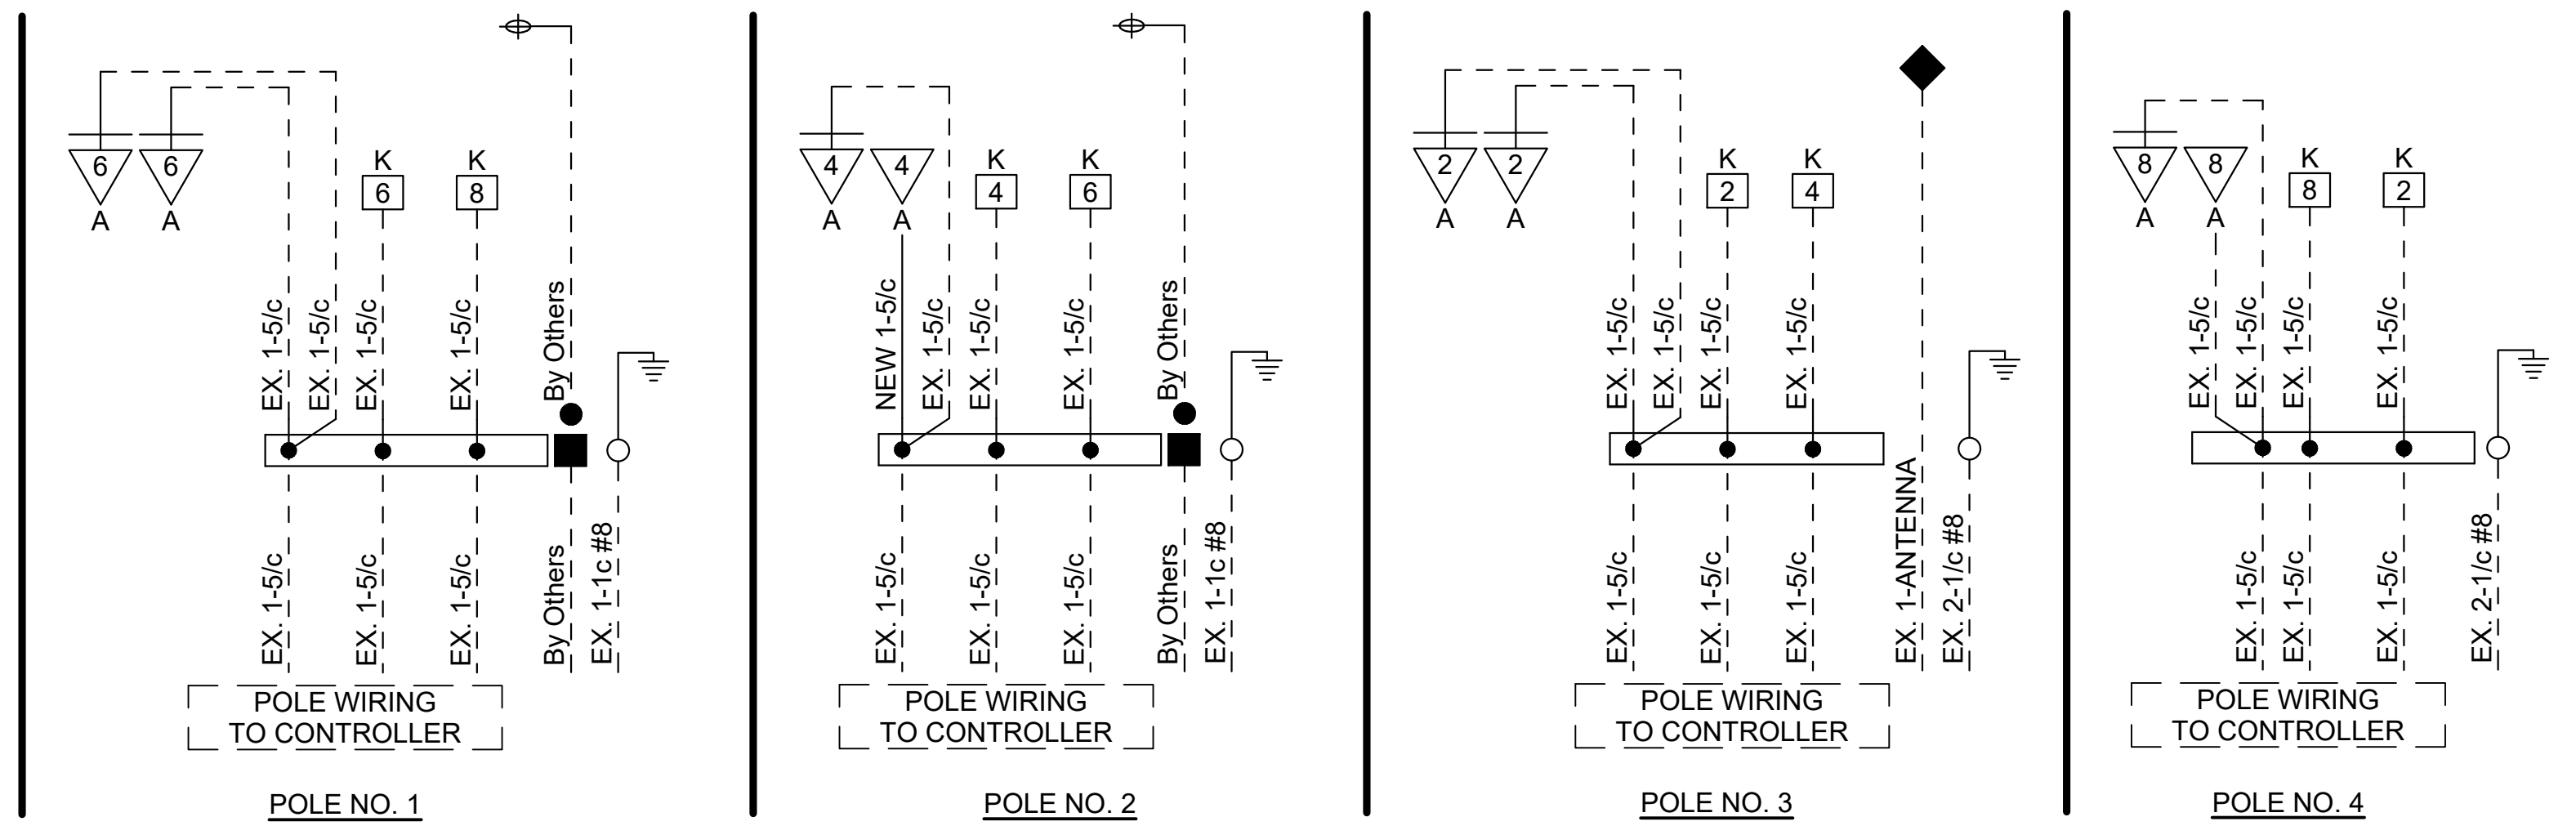 6 6
A A
K K
6 8
EX. 1-5/c
EX. 1-5/c
EX. 1-5/c
EX. 1-5/c
By Others
EX. 1-5/c
EX. 1-5/c
EX. 1-5/c
By Others
EX. 1-1c #8
POLE WIRING
TO CONTROLLER
POLE NO. 1
4 4
A A
K K
4 6
NEW 1-5/c
EX. 1-5/c
EX. 1-5/c
EX. 1-5/c
By Others
EX. 1-5/c
EX. 1-5/c
EX. 1-5/c
By Others
EX. 1-1c #8
POLE WIRING
TO CONTROLLER
POLE NO. 2
2 2
A A
K K
2 4
EX. 1-5/c
EX. 1-5/c
EX. 1-5/c
EX. 1-5/c
EX. 1-5/c
EX. 1-5/c
EX. 1-5/c
EX. 1-ANTENNA
EX. 2-1/c #8
POLE WIRING
TO CONTROLLER
POLE NO. 3
8 8
A A
K K
8 2
EX. 1-5/c
EX. 1-5/c
EX. 1-5/c
EX. 1-5/c
EX. 1-5/c
EX. 1-5/c
EX. 1-5/c
EX. 2-1/c #8
POLE WIRING
TO CONTROLLER
POLE NO. 4